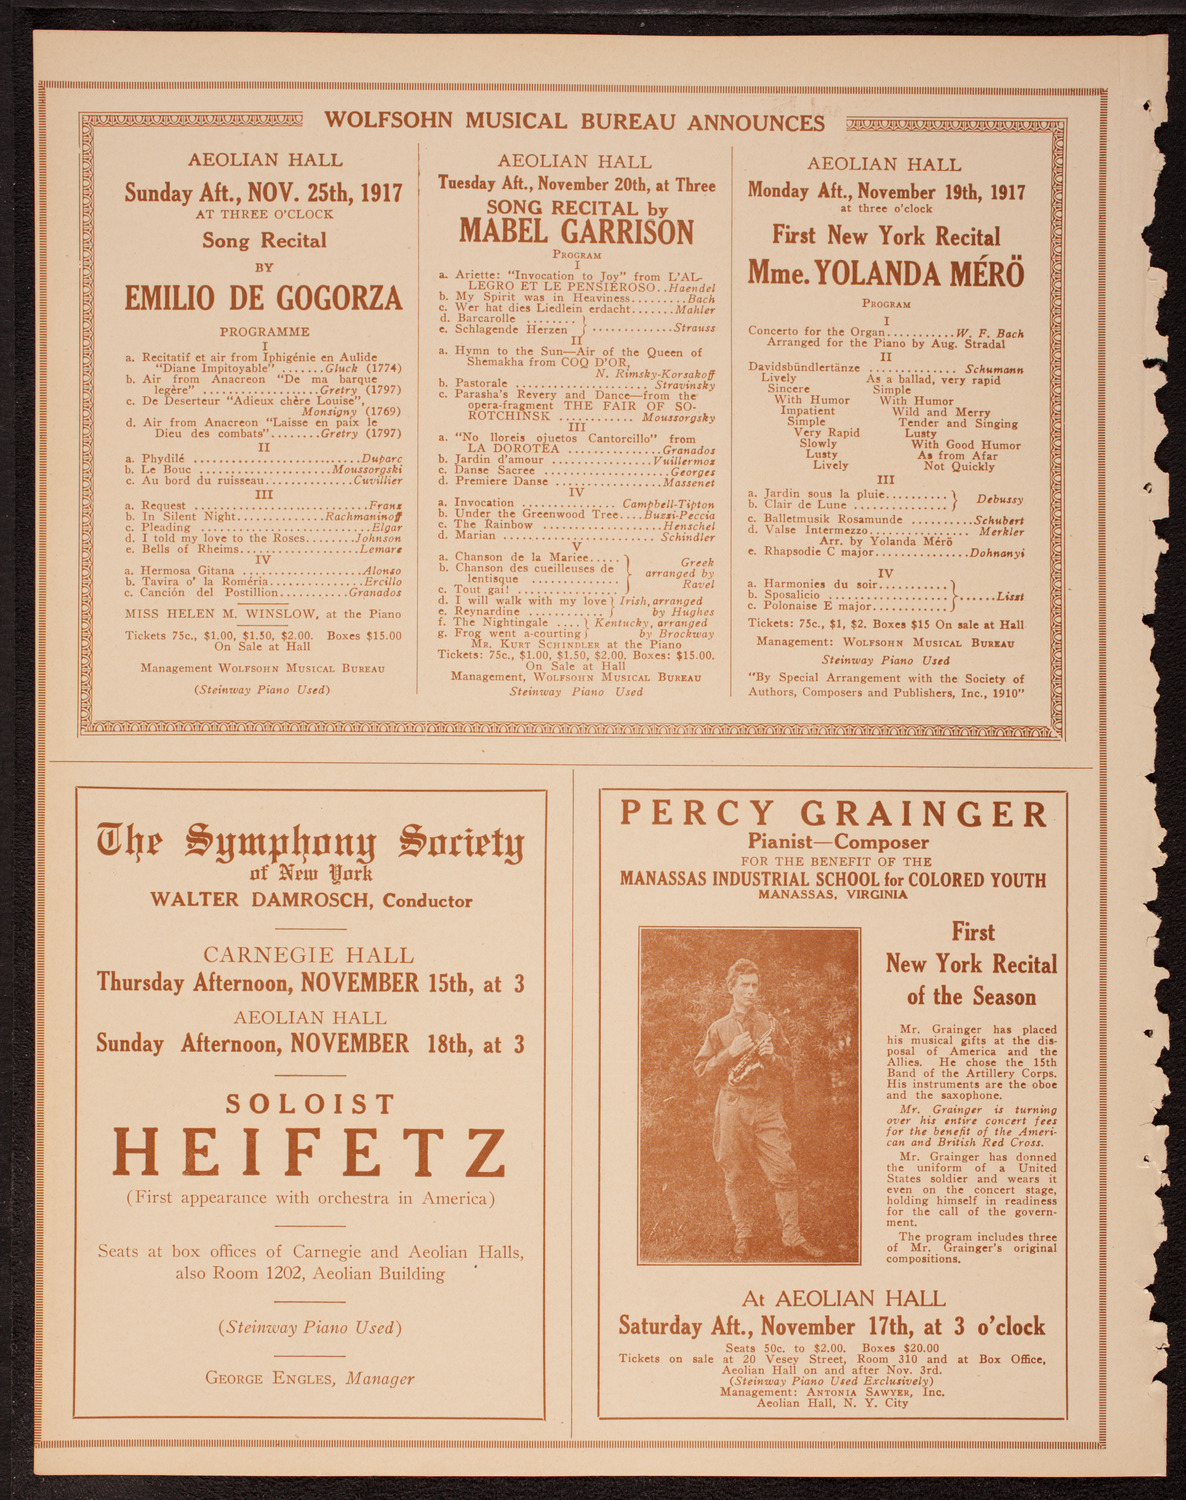 WOLFSOHN MUSICAL BUREAU ANNOUNCES
AEOLIAN HALL
Sunday Aft., NOV. 25th, 1917
AT THREE O'CLOCK
Song Recital
BY
EMILIO DE GOGORZA
PROGRAMME
I
a. Recitatif et air from Iphigénie en Aulide
"Diane Impitoyable" .......Gluck (1774)
b. Air from Anacreon "De ma barque
legère" ..................Gretry (1797)
c. De Deserteur "Adieux chère Louise",
Monsigny (1769)
d. Air from Anacreon "Laisse en paix le
Dieu des combats"........Gretry (1797)
II
a. Phydilé ..............................Duparc
b. Le Bouc ......................Moussorgski
c. Au bord du ruisseau..............Cuvillier
III
a. Request ...............................Franz
b. In Silent Night...............Rachmaninoff
c. Pleading ..............................Elgar
d. I told my love to the Roses........Johnson
e. Bells of Rheims....................Lemare
IV
a. Hermosa Gitana ....................Alonso
b. Tavira o' la Roméria...............Ercillo
c. Canción del Postillion...........Granados
MISS HELEN M. WINSLOW, at the Piano
Tickets 75c., $1.00, $1.50, $2.00. Boxes $15.00
On Sale at Hall
Management WOLFSOHN MUSICAL BUREAU
(Steinway Piano Used)
AEOLIAN HALL
Tuesday Aft., November 20th, at Three
SONG RECITAL by
MABEL GARRISON
PROGRAM
I
a. Ariette: "Invocation to Joy" from L'AL-
LEGRO ET LE PENSIEROSO..Haendel
b. My Spirit was in Heaviness.........Bach
c. Wer hat dies Liedlein erdacht.......Mahler
d. Barcarolle ........ }
e. Schlagende Herzen } .............Strauss
II
a. Hymn to the Sun—Air of the Queen of
Shemakha from COQ D'OR,
N. Rimsky-Korsakoff
b. Pastorale ..................... Stravinsky
c. Parasha's Revery and Dance—from the
opera-fragment THE FAIR OF SO-
ROTCHINSK ............ Moussorgsky
III
a. "No lloreis ojuetos Cantorcillo" from
LA DOROTEA ................Granados
b. Jardin d'amour .................Vuillermoz
c. Danse Sacree .....................Georges
d. Premiere Danse ..................Massenet
IV
a. Invocation ............... Campbell-Tipton
b. Under the Greenwood Tree....Buzzi-Peccia
c. The Rainbow ....................Henschel
d. Marian .......................... Schindler
V
a. Chanson de la Mariee..... } Greek
b. Chanson des cueilleuses de arranged by
lentisque .............. Ravel
c. Tout gai! ................
d. I will walk with my love } Irish, arranged
e. Reynardine .............. } by Hughes
f. The Nightingale .... } Kentucky, arranged
g. Frog went a-courting } by Brockway
MR. KURT SCHINDLER at the Piano
Tickets: 75c., $1.00, $1.50, $2.00. Boxes: $15.00.
On Sale at Hall
Management, WOLFSOHN MUSICAL BUREAU
Steinway Piano Used
AEOLIAN HALL
Monday Aft., November 19th, 1917
at three o'clock
First New York Recital
Mme. YOLANDA MÉRÖ
PROGRAM
I
Concerto for the Organ...........W. F. Bach
Arranged for the Piano by Aug. Stradal
II
Davidsbündlertänze ............. Schumann
Lively As a ballad, very rapid
Sincere Simple
With Humor With Humor
Impatient Wild and Merry
Simple Tender and Singing
Very Rapid Lusty
Slowly With Good Humor
Lusty As from Afar
Lively Not Quickly
III
a. Jardin sous la pluie.......... } Debussy
b. Clair de Lune ............... }
c. Balletmusik Rosamunde ..........Schubert
d. Valse Intermezzo................. Merkler
Arr. by Yolanda Mérö
e. Rhapsodie C major...............Dohnanyi
IV
a. Harmonies du soir............ }
b. Sposalicio .................... }......Liszt
c. Polonaise E major............ }
Tickets: 75c., $1, $2. Boxes $15 On sale at Hall
Management: WOLFSOHN MUSICAL BUREAU
Steinway Piano Used
"By Special Arrangement with the Society of
Authors, Composers and Publishers, Inc., 1910"
The Symphony Society
of New York
WALTER DAMROSCH, Conductor
CARNEGIE HALL
Thursday Afternoon, NOVEMBER 15th, at 3
AEOLIAN HALL
Sunday Afternoon, NOVEMBER 18th, at 3
SOLOIST
HEIFETZ
(First appearance with orchestra in America)
Seats at box offices of Carnegie and Aeolian Halls,
also Room 1202, Aeolian Building
(Steinway Piano Used)
GEORGE ENGLES, Manager
PERCY GRAINGER
Pianist—Composer
FOR THE BENEFIT OF THE
MANASSAS INDUSTRIAL SCHOOL for COLORED YOUTH
MANASSAS, VIRGINIA
First
New York Recital
of the Season
Mr. Grainger has placed
his musical gifts at the dis-
posal of America and the
Allies. He chose the 15th
Band of the Artillery Corps.
His instruments are the oboe
and the saxophone.
Mr. Grainger is turning
over his entire concert fees
for the benefit of the Ameri-
can and British Red Cross.
Mr. Grainger has donned
the uniform of a United
States soldier and wears it
even on the concert stage,
holding himself in readiness
for the call of the govern-
ment.
The program includes three
of Mr. Grainger's original
compositions.
At AEOLIAN HALL
Saturday Aft., November 17th, at 3 o'clock
Seats 50c. to $2.00. Boxes $20.00
Tickets on sale at 20 Vesey Street, Room 310 and at Box Office,
Aeolian Hall on and after Nov. 3rd.
(Steinway Piano Used Exclusively)
Management: ANTONIA SAWYER, Inc.
Aeolian Hall, N. Y. City